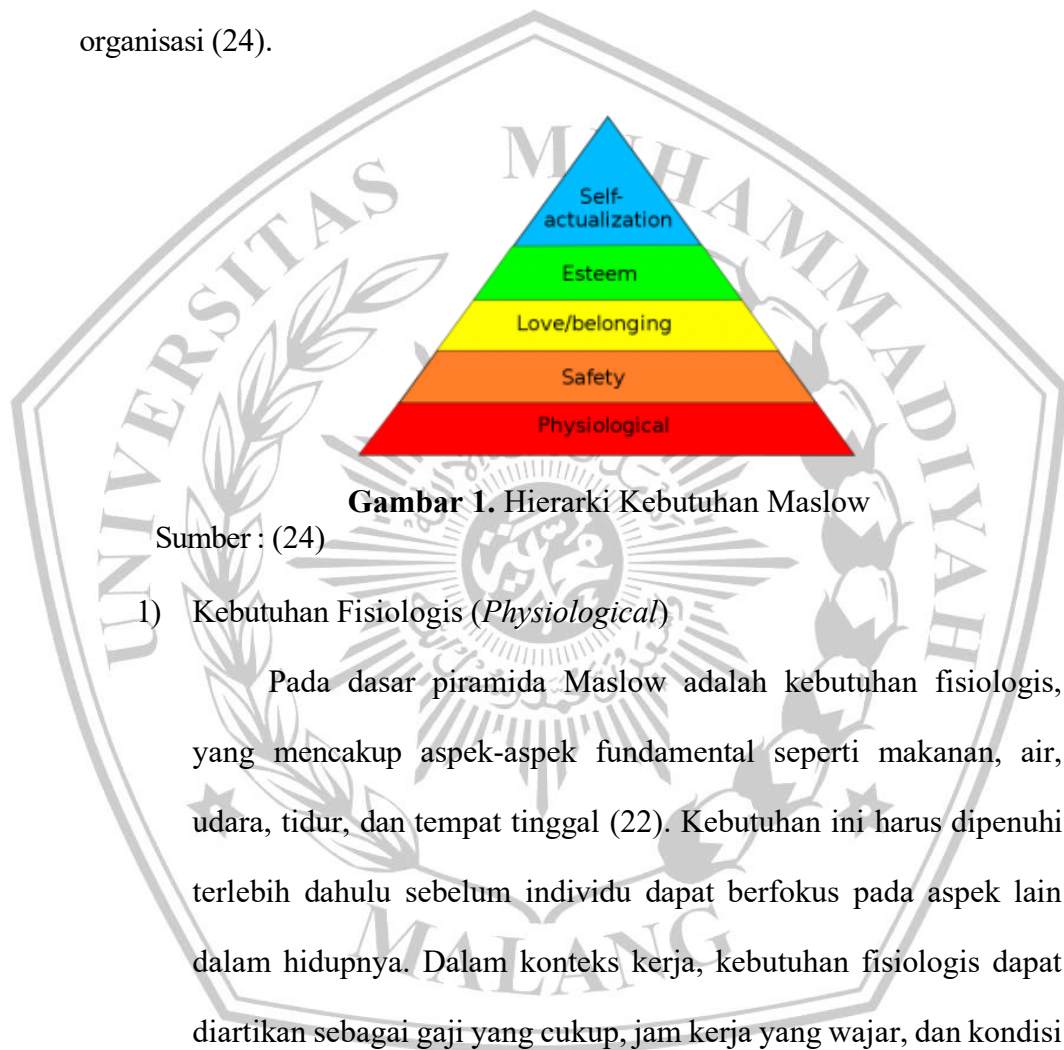 organisasi (24).
UNIVERSITAS MUHAMMADIYAH
MALANG
Self-
actualization
Esteem
Love/belonging
Safety
Physiological
Gambar 1. Hierarki Kebutuhan Maslow
Sumber : (24)
1) Kebutuhan Fisiologis (Physiological)
Pada dasar piramida Maslow adalah kebutuhan fisiologis,
yang mencakup aspek-aspek fundamental seperti makanan, air,
udara, tidur, dan tempat tinggal (22). Kebutuhan ini harus dipenuhi
terlebih dahulu sebelum individu dapat berfokus pada aspek lain
dalam hidupnya. Dalam konteks kerja, kebutuhan fisiologis dapat
diartikan sebagai gaji yang cukup, jam kerja yang wajar, dan kondisi